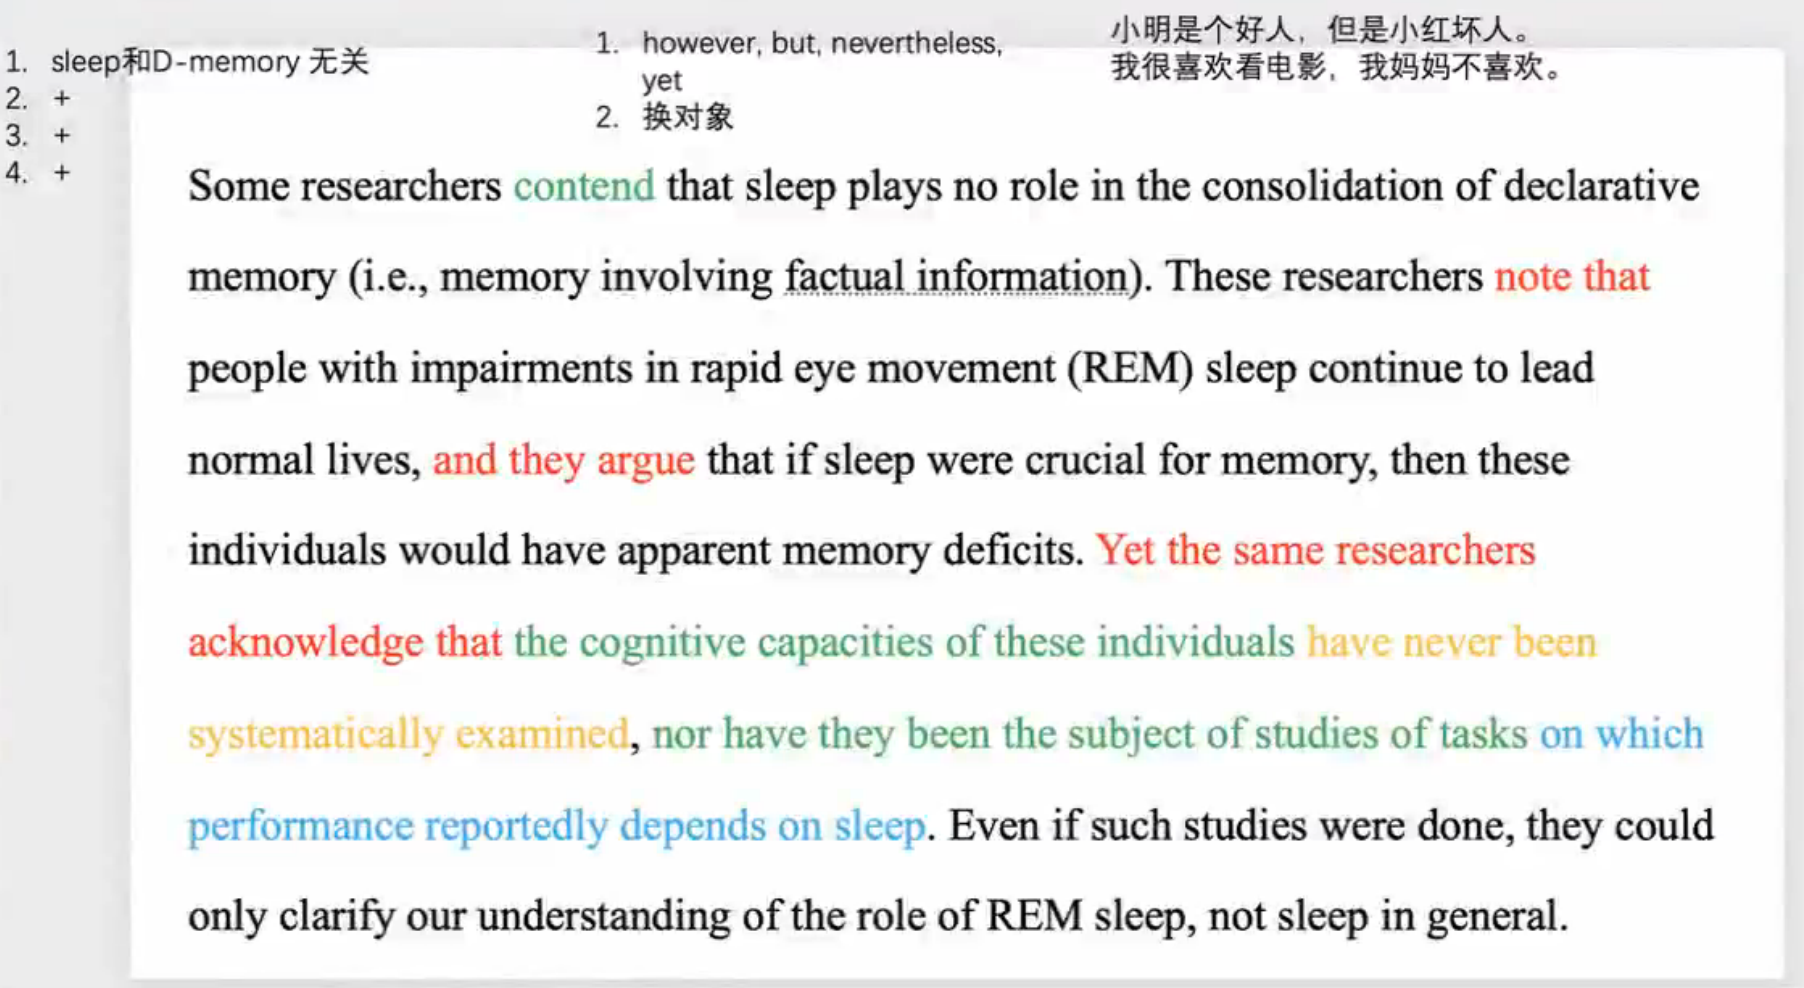 1. sleep和D-memory 无关
2. +
3. +
4. +
1. however, but, nevertheless,
yet
2. 换对象
小明是个好人，但是小红坏人。
我很喜欢看电影，我妈妈不喜欢。
Some researchers contend that sleep plays no role in the consolidation of declarative
memory (i.e., memory involving factual information). These researchers note that
people with impairments in rapid eye movement (REM) sleep continue to lead
normal lives, and they argue that if sleep were crucial for memory, then these
individuals would have apparent memory deficits. Yet the same researchers
acknowledge that the cognitive capacities of these individuals have never been
systematically examined, nor have they been the subject of studies of tasks on which
performance reportedly depends on sleep. Even if such studies were done, they could
only clarify our understanding of the role of REM sleep, not sleep in general.